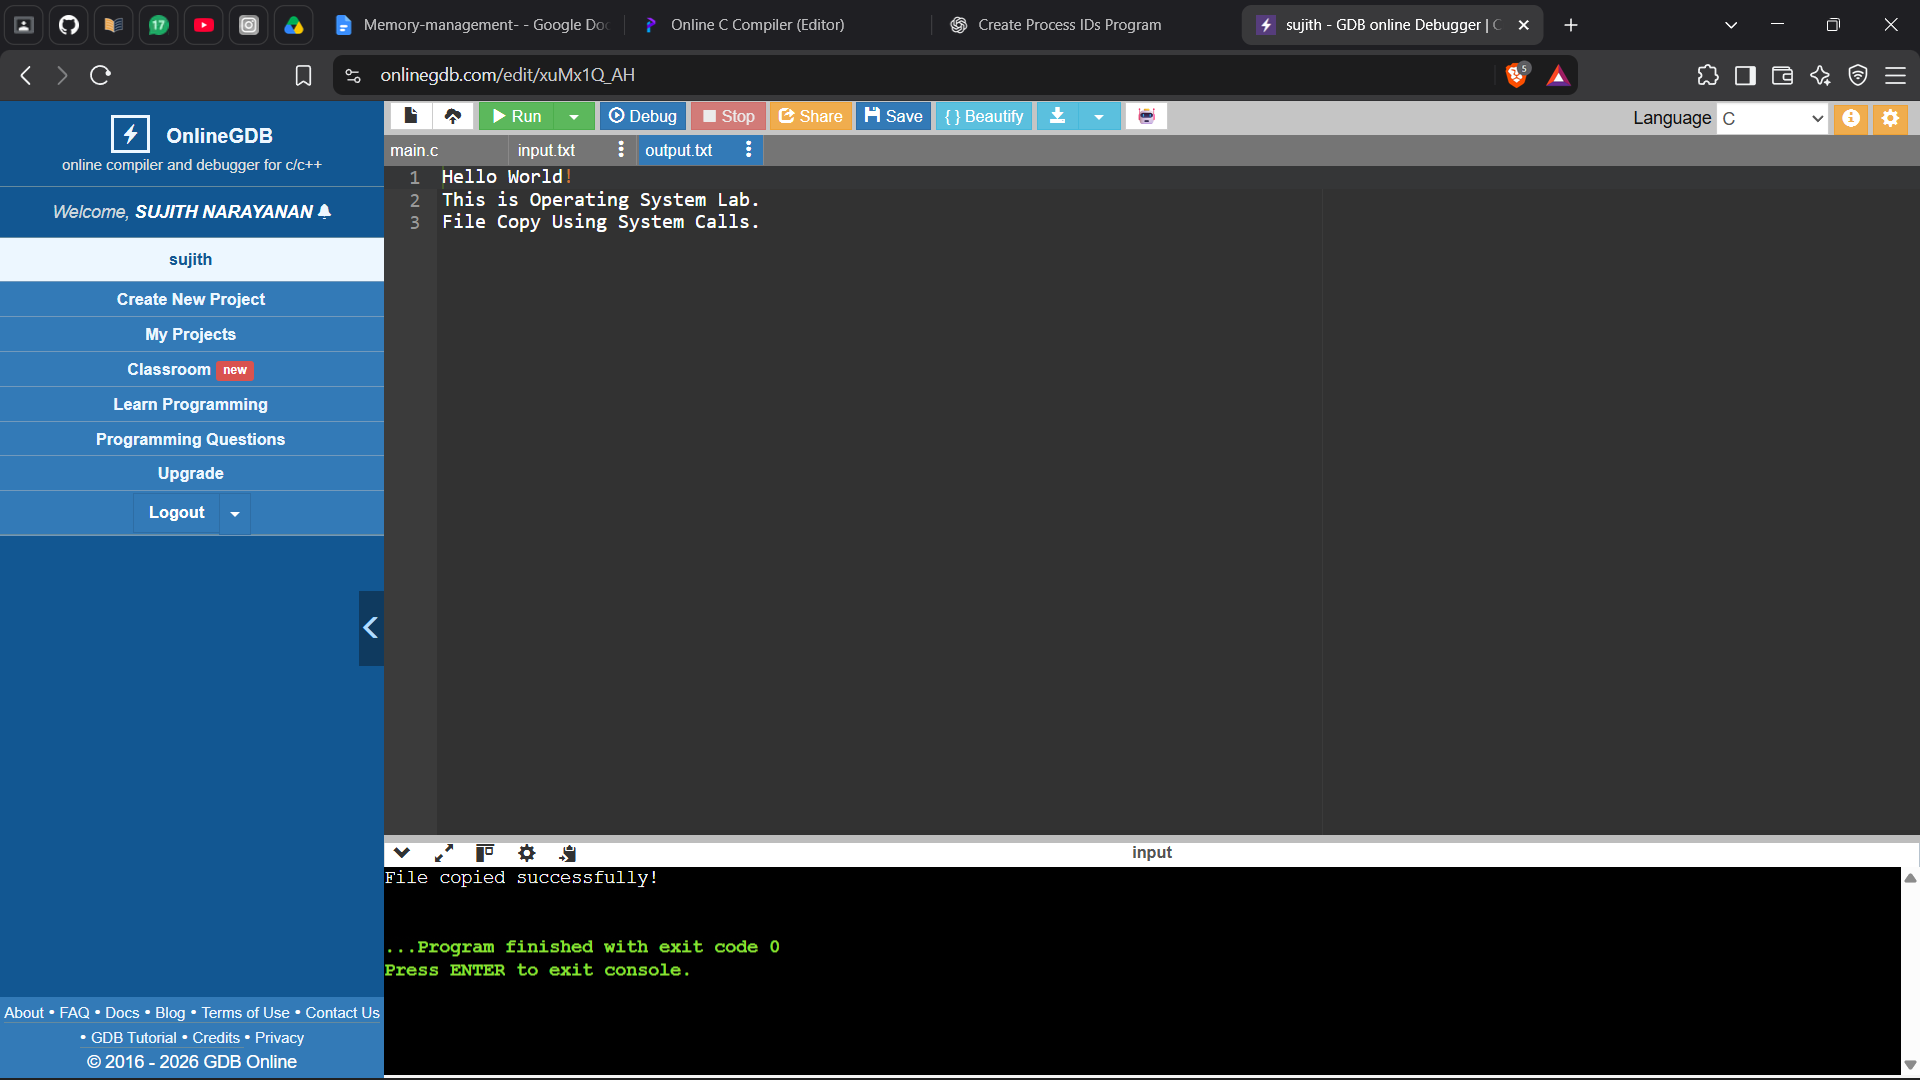 17
Memory-management- - Google Doc
Online C Compiler (Editor)
Create Process IDs Program
sujith - GDB online Debugger | C
onlinegdb.com/edit/xuMx1Q_AH
5
OnlineGDB
online compiler and debugger for c/c++
Welcome, SUJITH NARAYANAN
sujith
Create New Project
My Projects
Classroom new
Learn Programming
Programming Questions
Upgrade
Logout
About • FAQ • Docs • Blog • Terms of Use • Contact Us
• GDB Tutorial • Credits • Privacy
© 2016 - 2026 GDB Online
Run Debug Stop Share Save { } Beautify
Language C
main.c input.txt output.txt
1 Hello World!
2 This is Operating System Lab.
3 File Copy Using System Calls.
input
File copied successfully!
...Program finished with exit code 0
Press ENTER to exit console.